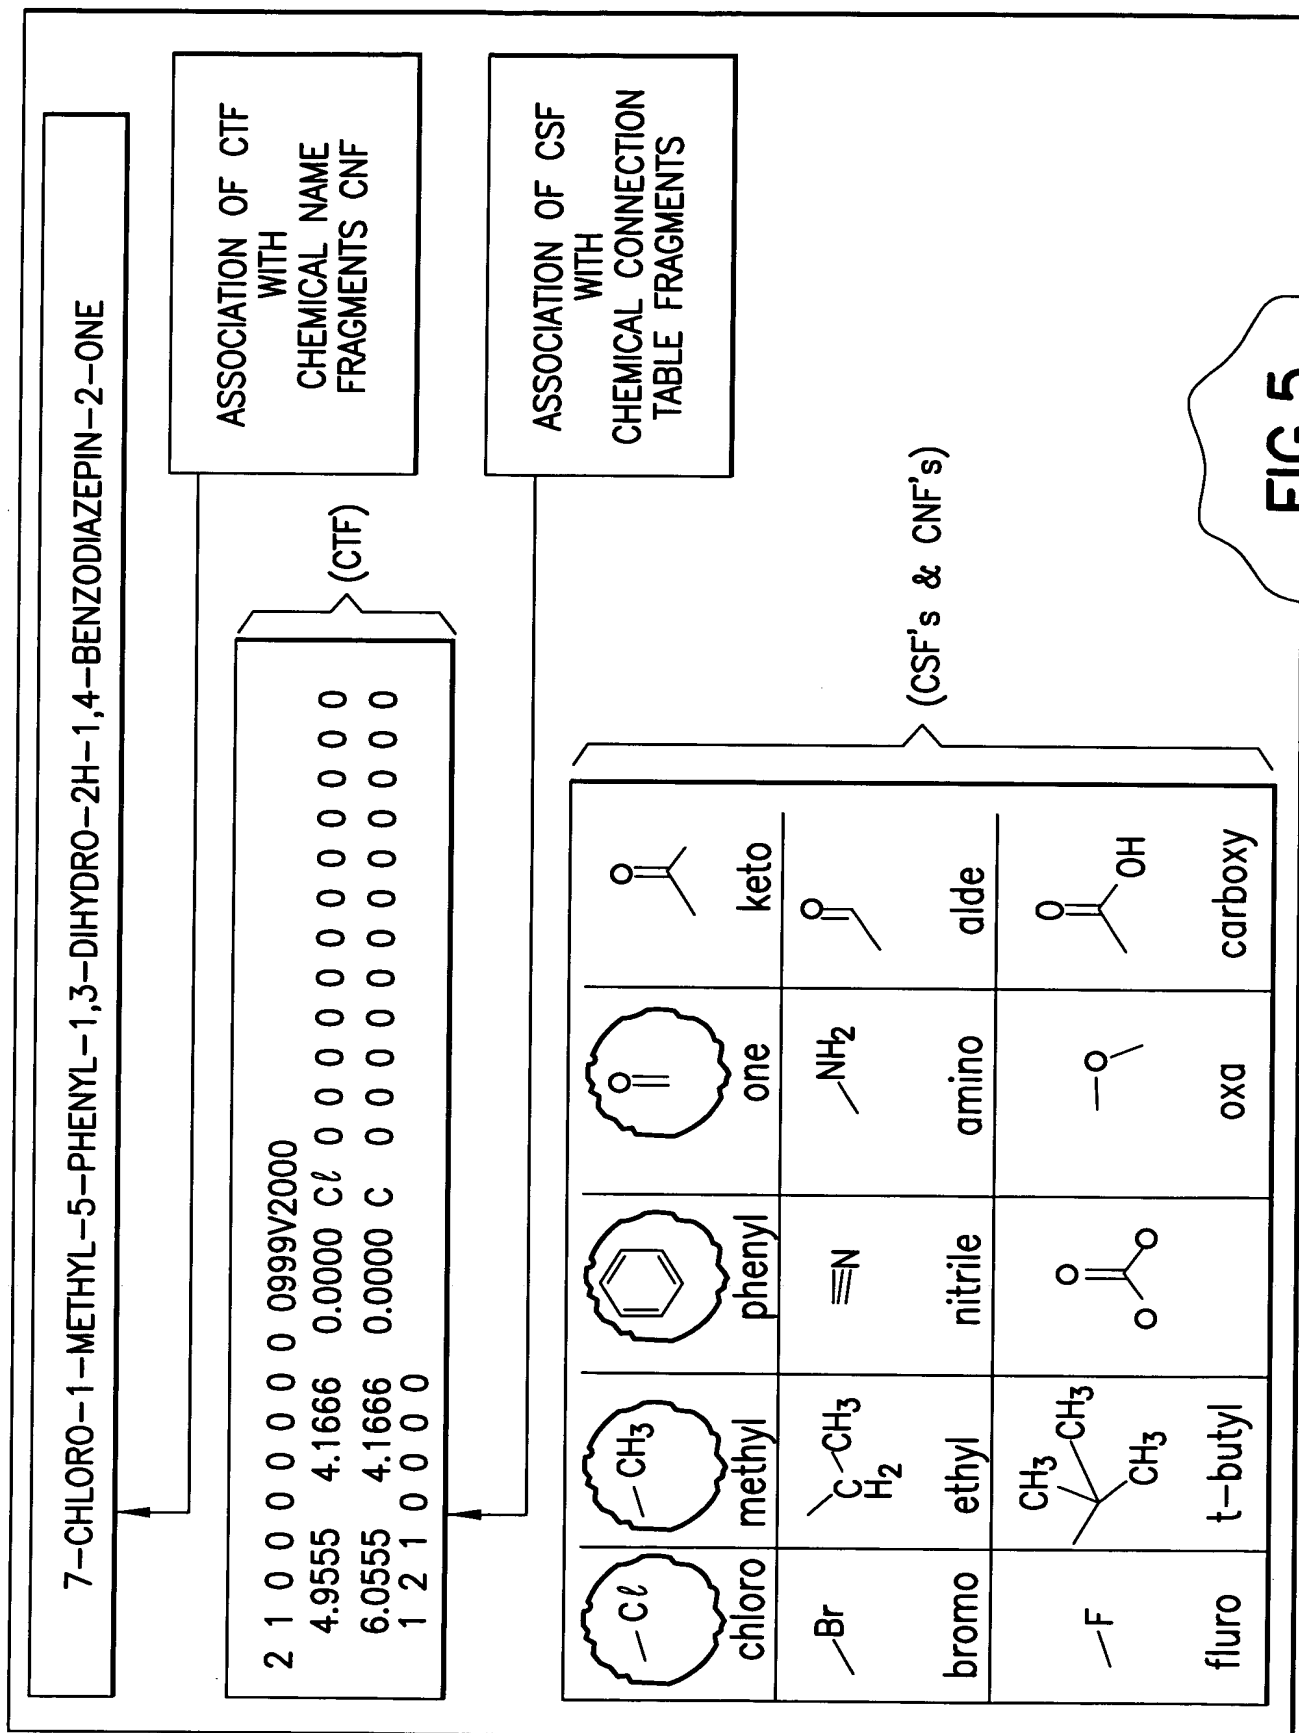 7-CHLORO-1-METHYL-5-PHENYL-1,3-DIHYDRO-2H-1,4-BENZODIAZEPIN-2-ONE
ASSOCIATION OF CTF
WITH
CHEMICAL NAME
FRAGMENTS CNF
2 1 0 0 0 0 0 0 0 0999V2000
4.9555 4.1666 0.0000 Cl 0 0 0 0 0 0 0 0 0 0 0 0
6.0555 4.1666 0.0000 C 0 0 0 0 0 0 0 0 0 0 0 0
1 2 1 0 0 0 0
(CTF)
ASSOCIATION OF CSF
WITH
CHEMICAL CONNECTION
TABLE FRAGMENTS
(CSF's & CNF's)
Cl
CH3
O
O
chloro
methyl
phenyl
one
keto
Br
C
H2
CH3
N
NH2
O
bromo
ethyl
nitrile
amino
alde
F
CH3
CH3
CH3
O
O
O
O
O
OH
fluro
t-butyl
oxa
carboxy